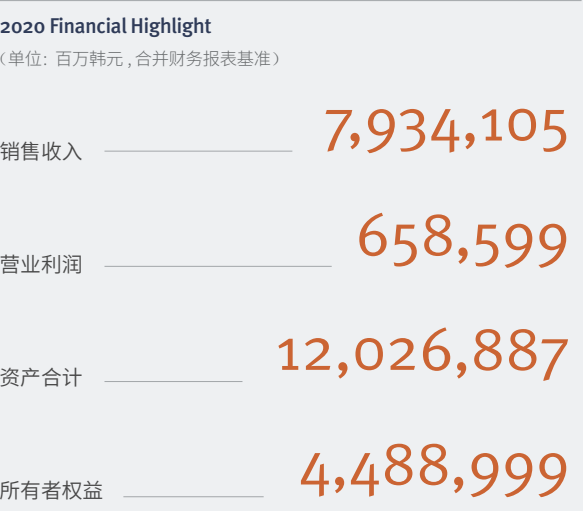 2020 Financial Highlight
（单位：百万韩元 , 合并财务报表基准）
销售收入 7,934,105
营业利润 658,599
资产合计 12,026,887
所有者权益 4,488,999